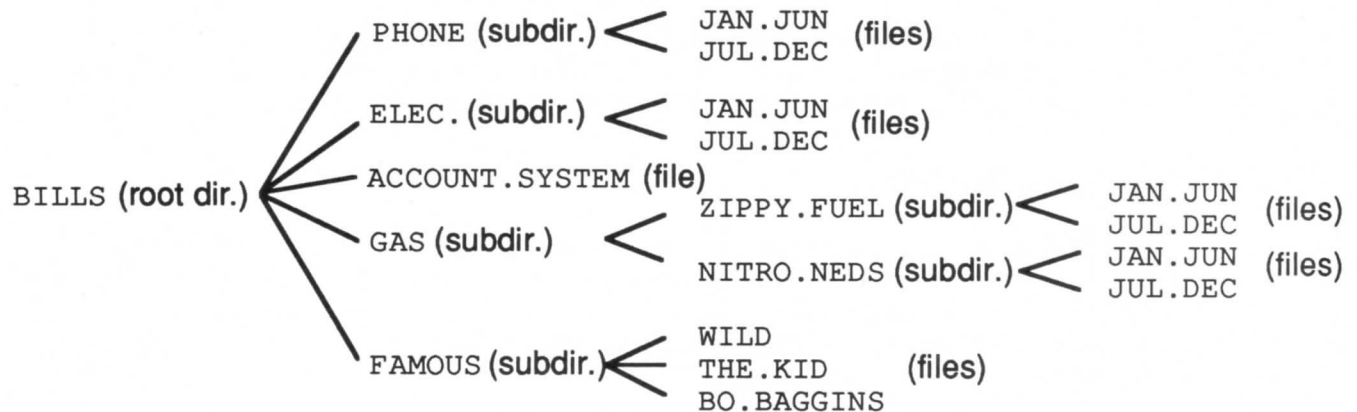 PHONE (subdir.)
JAN.JUN
JUL.DEC
(files)
ELEC. (subdir.)
JAN.JUN
JUL.DEC
(files)
BILLS (root dir.)
ACCOUNT.SYSTEM (file)
GAS (subdir.)
ZIPPY.FUEL (subdir.)
JAN.JUN
JUL.DEC
(files)
NITRO.NEDS (subdir.)
JAN.JUN
JUL.DEC
(files)
FAMOUS (subdir.)
WILD
THE.KID
BO.BAGGINS
(files)